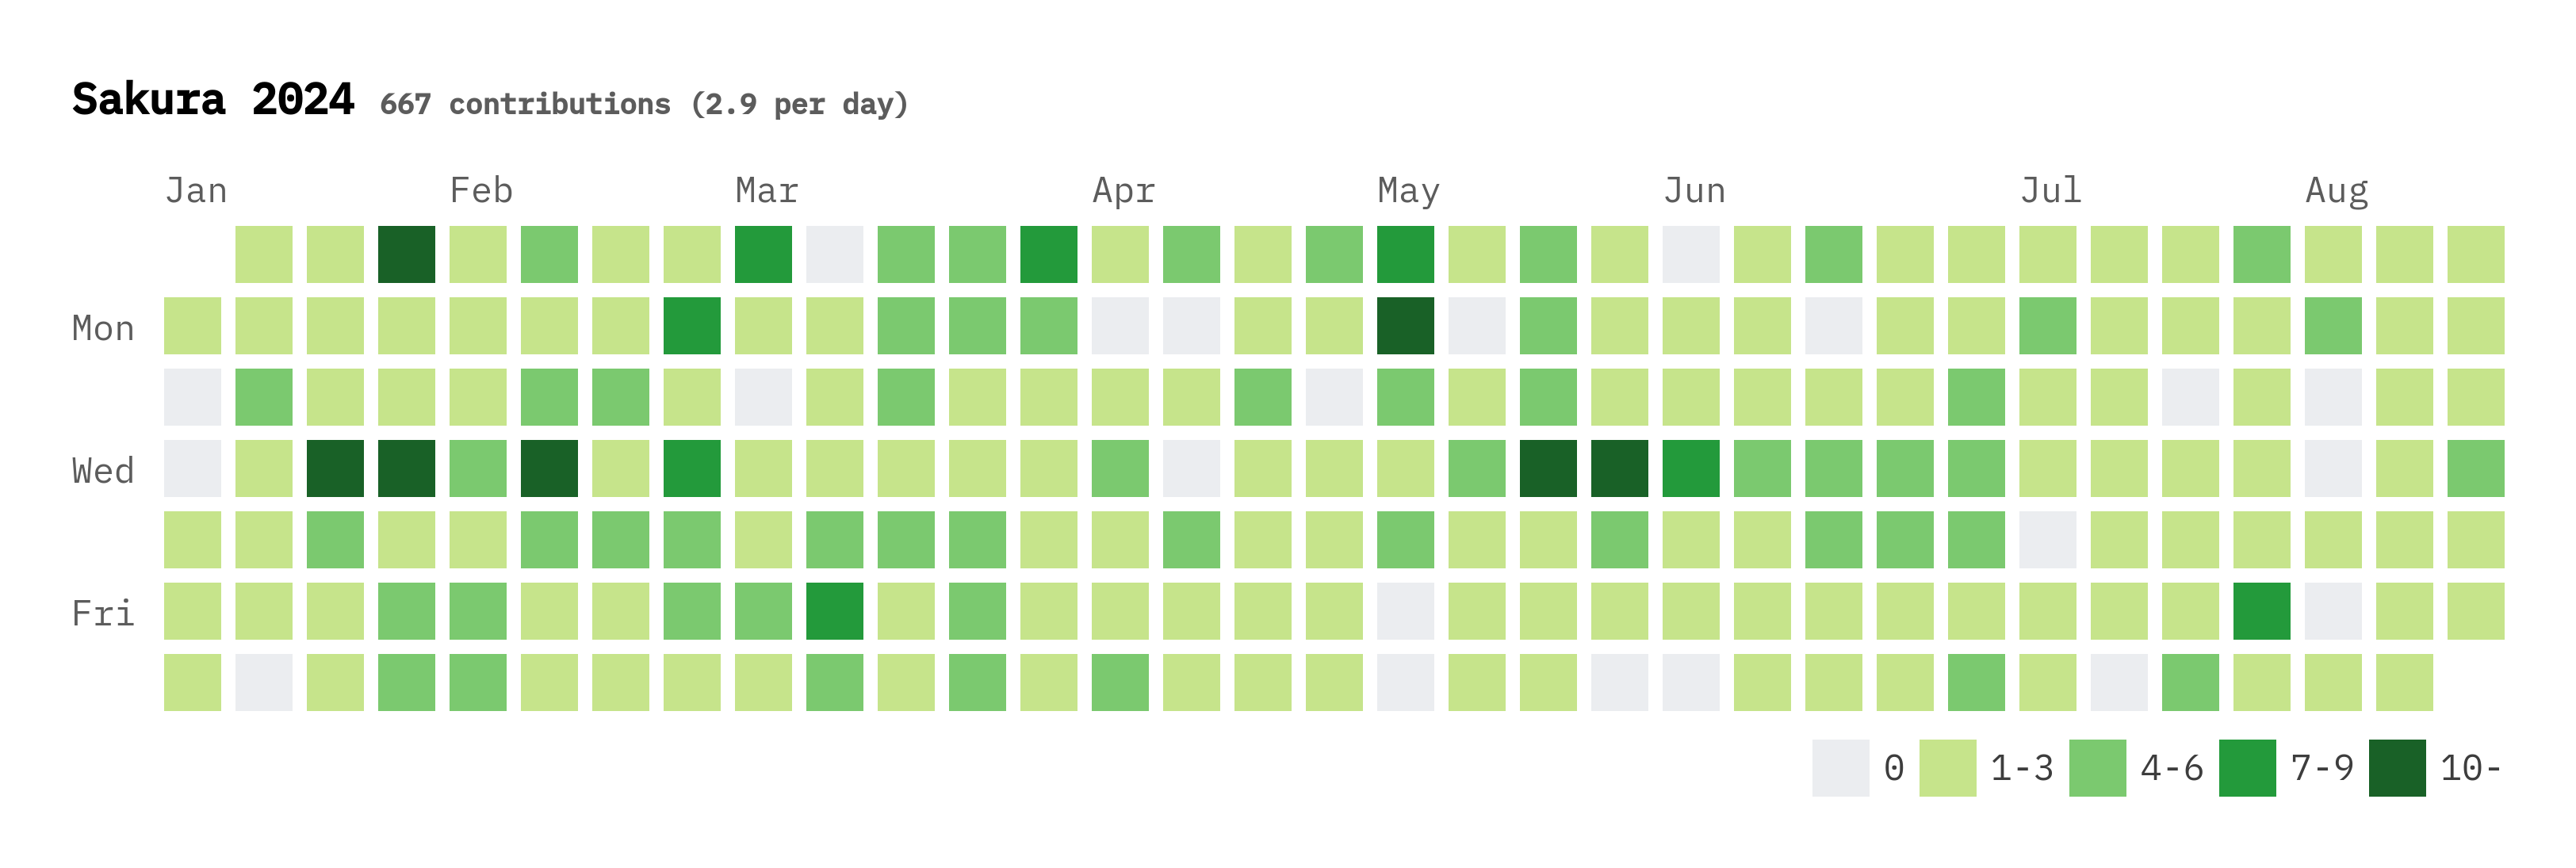 Sakura 2024 667 contributions (2.9 per day)
Jan Feb Mar Apr May Jun Jul Aug
Mon
Wed
Fri
0 1-3 4-6 7-9 10-